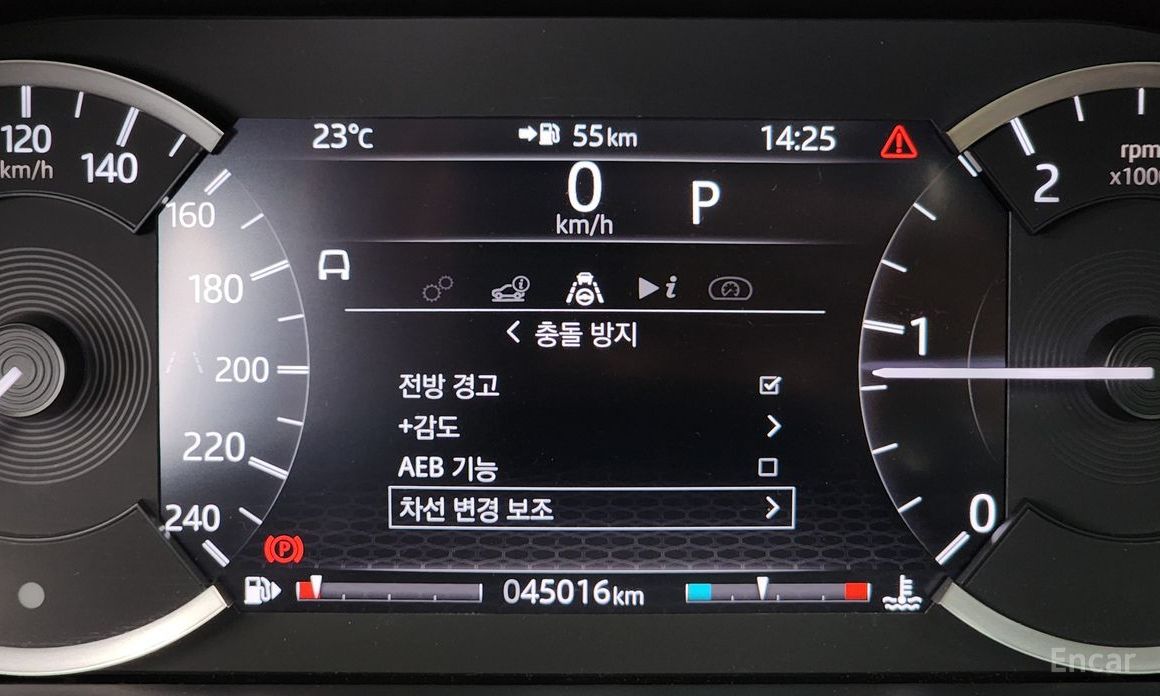 23°C 55km 14:25
0 P
km/h
120
km/h 140
160
180
200
220
240
2 rpm
x1000
1
0
< 충돌 방지
전방 경고
+감도 >
AEB 기능
차선 변경 보조 >
P
045016km
Encar